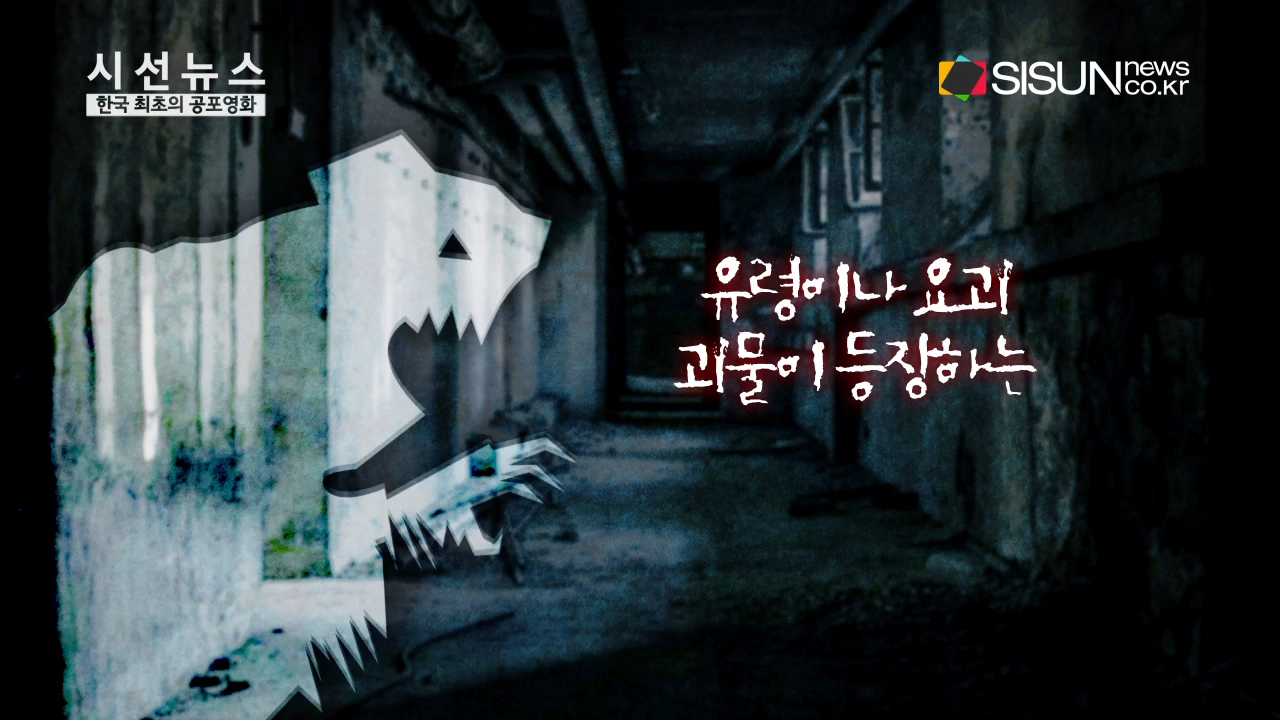 시선뉴스
한국 최초의 공포영화
SISUN news
co.kr
유령이나 요괴
괴물이 등장하는